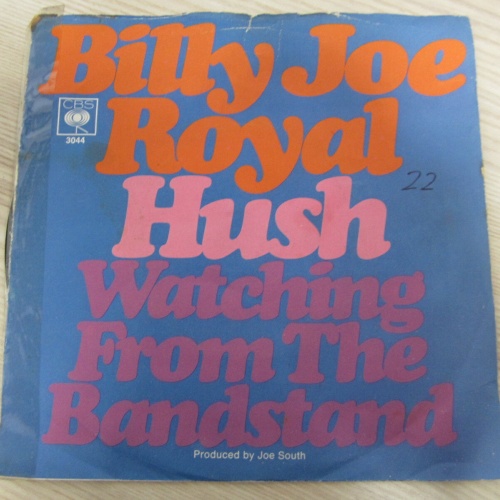 Billy Joe
Royal
CBS
3044
Hush
22
Watching
From The
Bandstand
Produced by Joe South